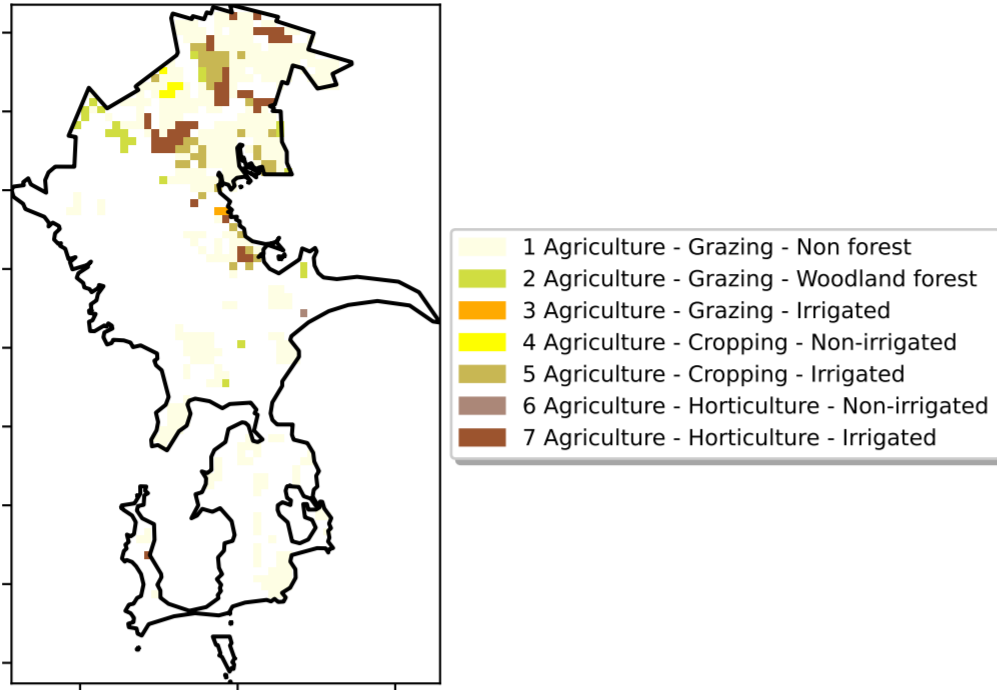 1 Agriculture - Grazing - Non forest
2 Agriculture - Grazing - Woodland forest
3 Agriculture - Grazing - Irrigated
4 Agriculture - Cropping - Non-irrigated
5 Agriculture - Cropping - Irrigated
6 Agriculture - Horticulture - Non-irrigated
7 Agriculture - Horticulture - Irrigated